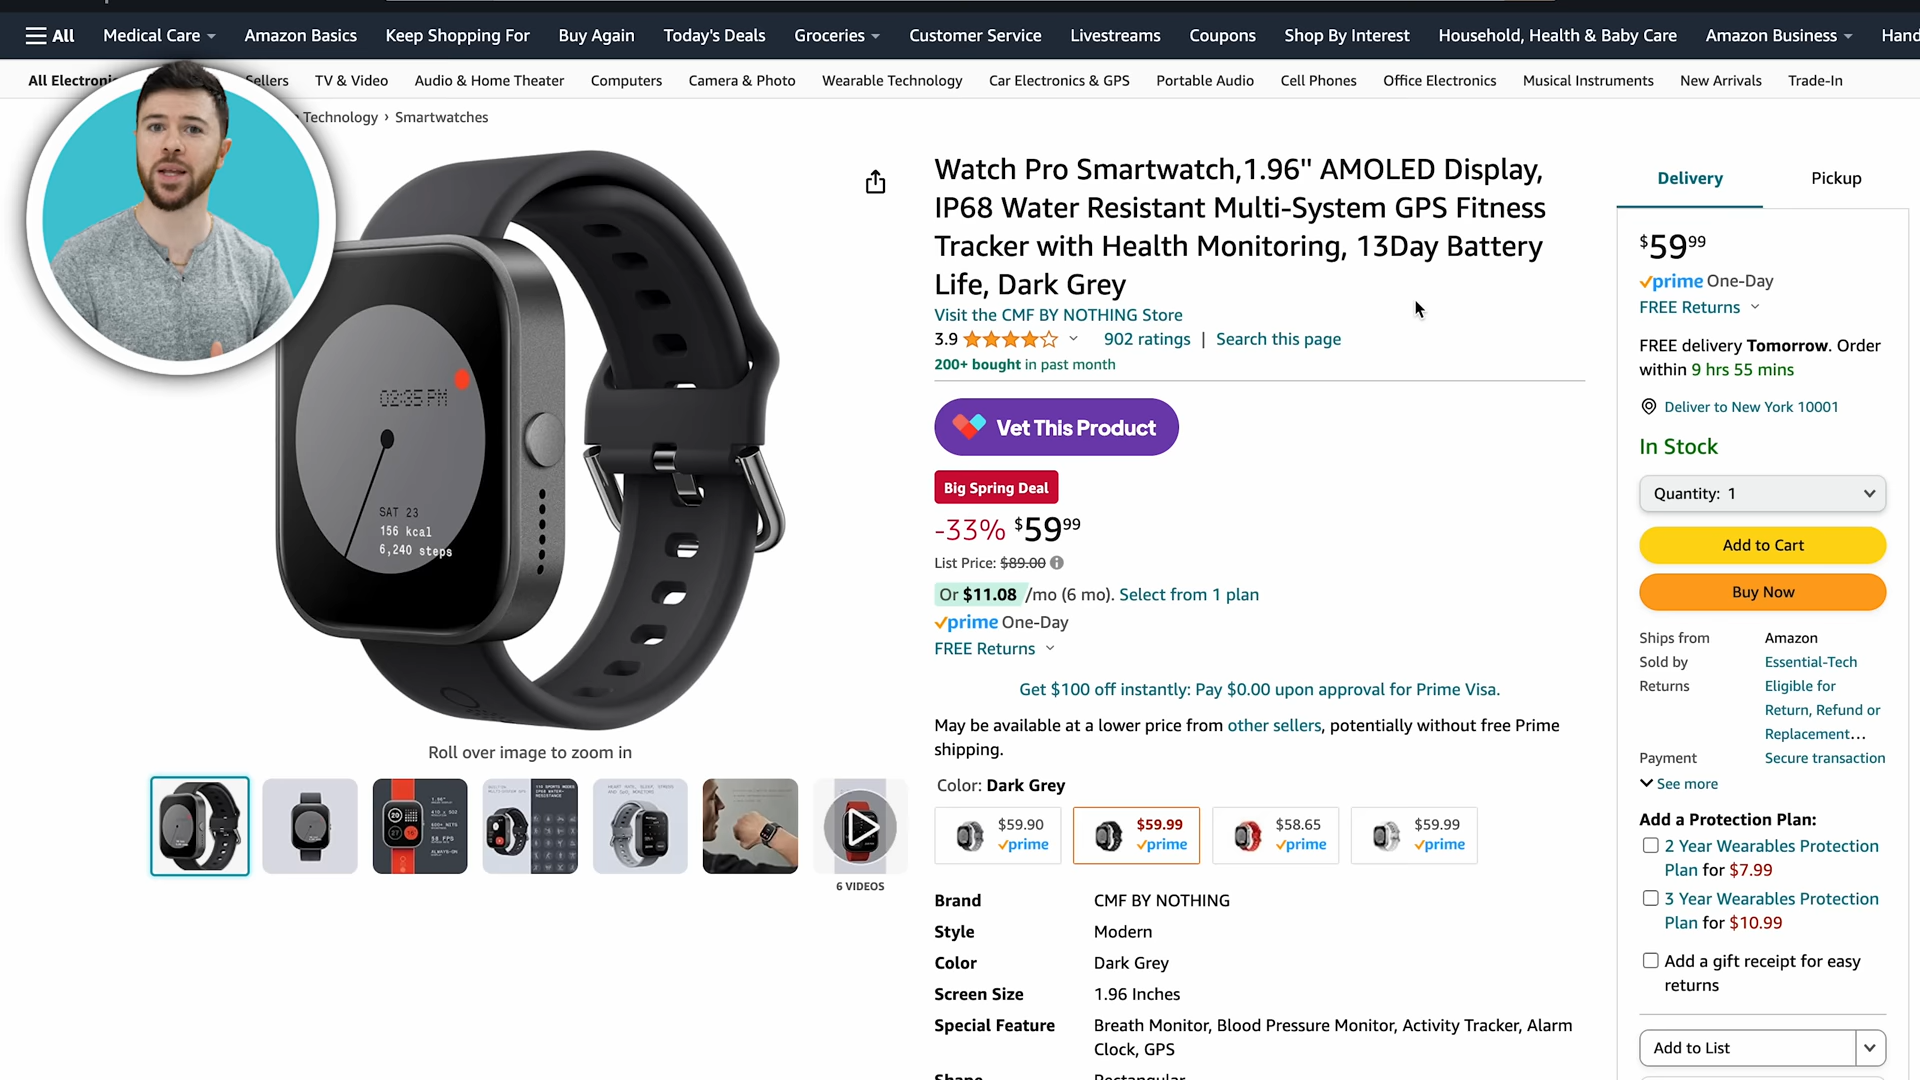 All
Medical Care
Amazon Basics
Keep Shopping For
Buy Again
Today's Deals
Groceries
Customer Service
Livestreams
Coupons
Shop By Interest
Household, Health & Baby Care
Amazon Business
All
Sellers
TV & Video
Audio & Home Theater
Computers
Camera & Photo
Wearable Technology
Car Electronics & GPS
Portable Audio
Cell Phones
Office Electronics
Musical Instruments
New Arrivals
Trade-In
Technology › Smartwatches
02:35 PM
SAT 23
156 kcal
6,240 steps
Roll over image to zoom in
6 VIDEOS
Watch Pro Smartwatch,1.96'' AMOLED Display,
IP68 Water Resistant Multi-System GPS Fitness
Tracker with Health Monitoring, 13Day Battery
Life, Dark Grey
Visit the CMF BY NOTHING Store
3.9 902 ratings | Search this page
200+ bought in past month
Vet This Product
Big Spring Deal
-33% $59 99
List Price: $89.00
Or $11.08 /mo (6 mo). Select from 1 plan
prime One-Day
FREE Returns
Get $100 off instantly: Pay $0.00 upon approval for Prime Visa.
May be available at a lower price from other sellers, potentially without free Prime
shipping.
Color: Dark Grey
$59.90
prime
$59.99
prime
$58.65
prime
$59.99
prime
Brand CMF BY NOTHING
Style Modern
Color Dark Grey
Screen Size 1.96 Inches
Special Feature Breath Monitor, Blood Pressure Monitor, Activity Tracker, Alarm
Clock, GPS
Shape Rectangular
Delivery
Pickup
$59 99
prime One-Day
FREE Returns
FREE delivery Tomorrow. Order
within 9 hrs 55 mins
Deliver to New York 10001
In Stock
Quantity: 1
Add to Cart
Buy Now
Ships from Amazon
Sold by Essential-Tech
Returns Eligible for
Return, Refund or
Replacement…
Payment Secure transaction
See more
Add a Protection Plan:
2 Year Wearables Protection
Plan for $7.99
3 Year Wearables Protection
Plan for $10.99
Add a gift receipt for easy
returns
Add to List